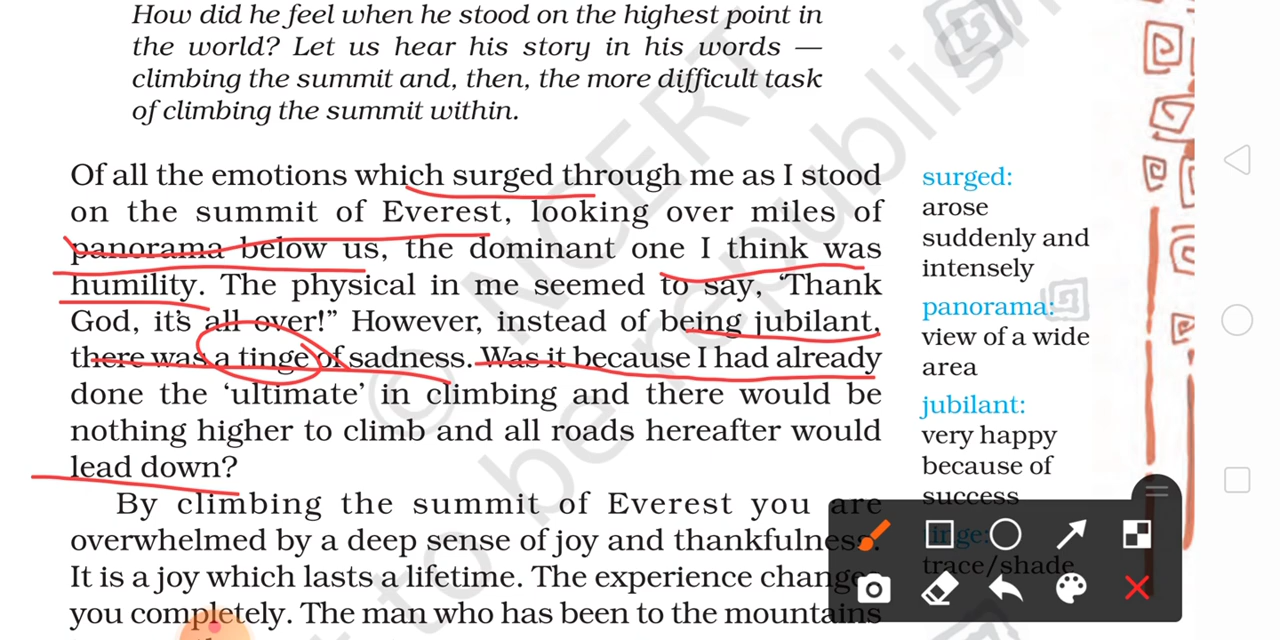 How did he feel when he stood on the highest point in
the world? Let us hear his story in his words —
climbing the summit and, then, the more difficult task
of climbing the summit within.
Of all the emotions which surged through me as I stood
on the summit of Everest, looking over miles of
panorama below us, the dominant one I think was
humility. The physical in me seemed to say, ‘Thank
God, it's all over!” However, instead of being jubilant,
there was a tinge of sadness. Was it because I had already
done the ‘ultimate’ in climbing and there would be
nothing higher to climb and all roads hereafter would
lead down?
By climbing the summit of Everest you are
overwhelmed by a deep sense of joy and thankfulness.
It is a joy which lasts a lifetime. The experience changes
you completely. The man who has been to the mountains
surged:
arose
suddenly and
intensely
panorama:
view of a wide
area
jubilant:
very happy
because of
success
tinge:
trace/shade
© NCERT
to be republish